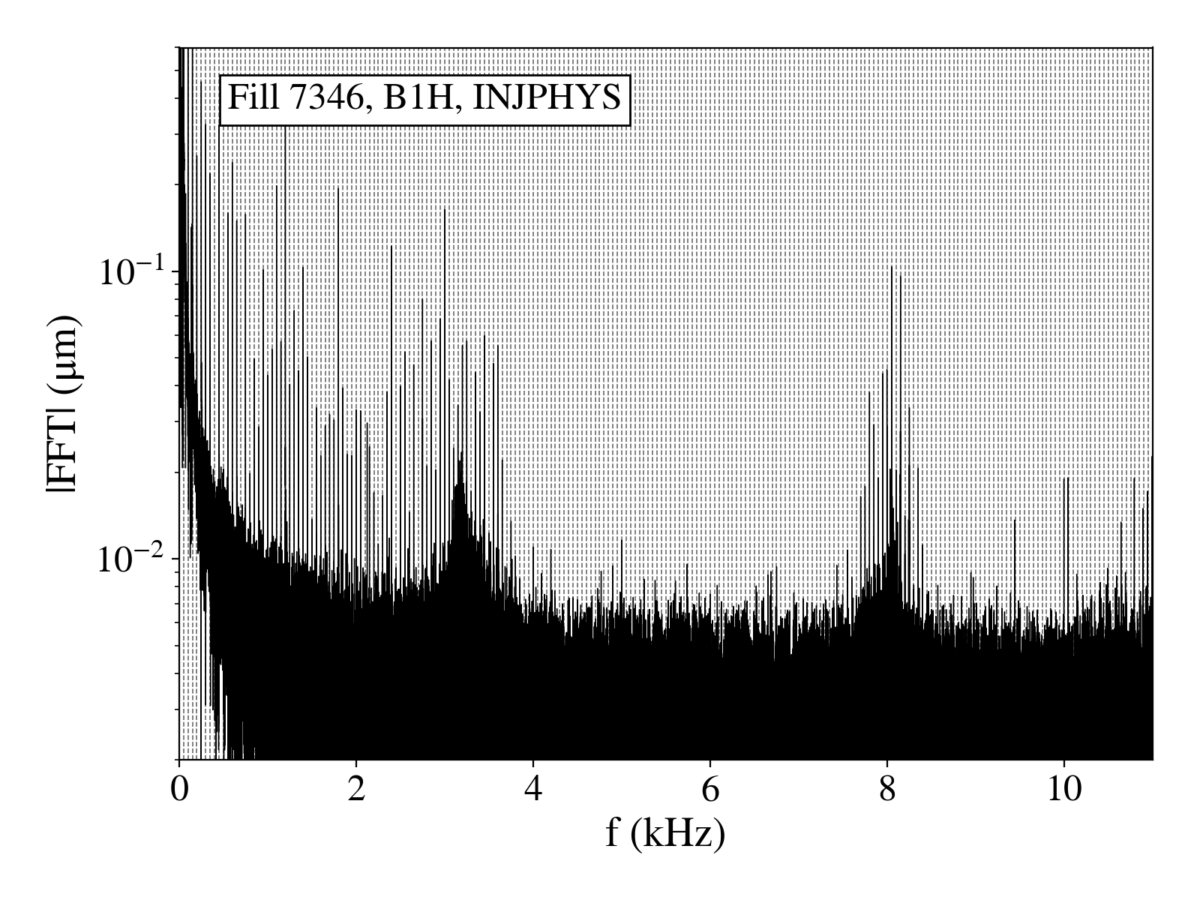 Fill 7346, B1H, INJPHYS
|FFT| (μm)
10⁻¹
10⁻²
0 2 4 6 8 10
f (kHz)